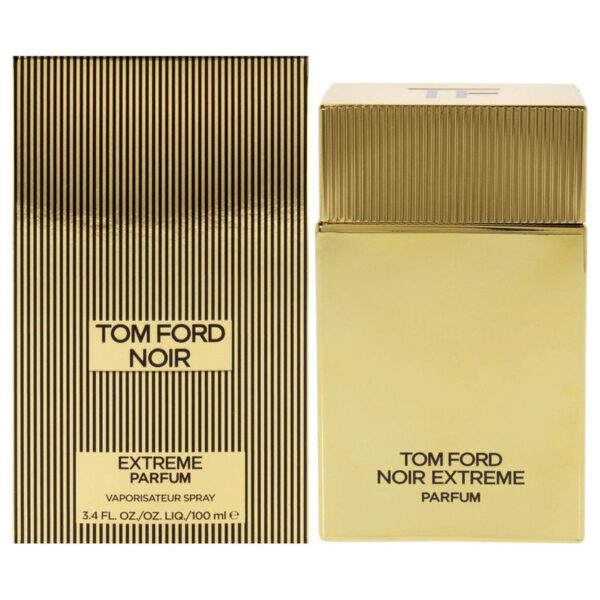 TOM FORD
NOIR
EXTREME
PARFUM
VAPORISATEUR SPRAY
3.4 FL. OZ./OZ. LIQ./100 ml ℮
TF
TOM FORD
NOIR EXTREME
PARFUM